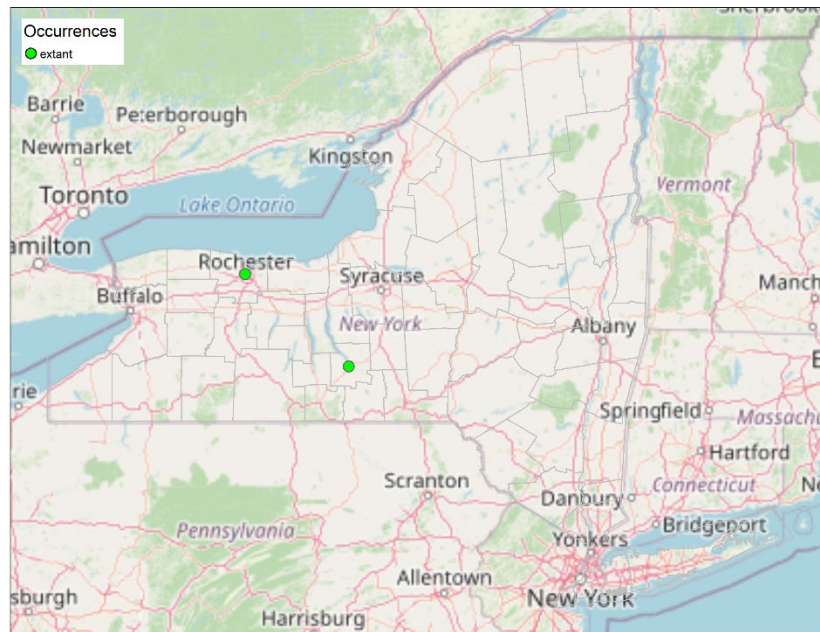 Sherbrook
Occurrences
extant
Barrie
Peterborough
Newmarket
Kingston
Toronto
Lake Ontario
Vermont
amilton
Rochester
Syracuse
Manch
Buffalo
New York
Albany
rie
Springfield
Massachu
Hartford
Scranton
Connecticut
Danbury
Pennsylvania
Yonkers
Bridgeport
Allentown
New York
sburgh
Harrisburg